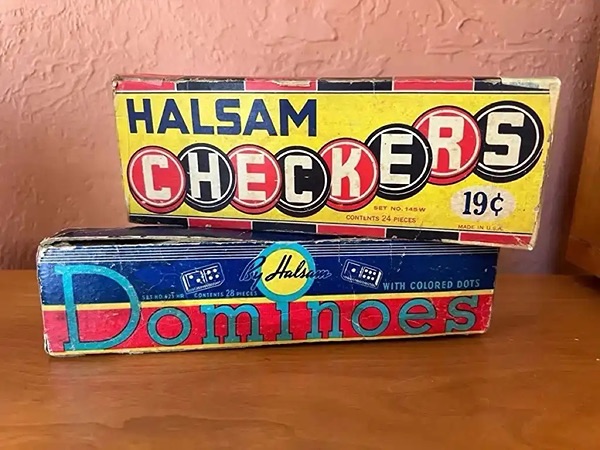 HALSAM
CHECKERS
SET NO. 145W
CONTENTS 24 PIECES
19¢
MADE IN U.S.A.
By Halsam
CONTENTS 28 PIECES
WITH COLORED DOTS
Dominoes